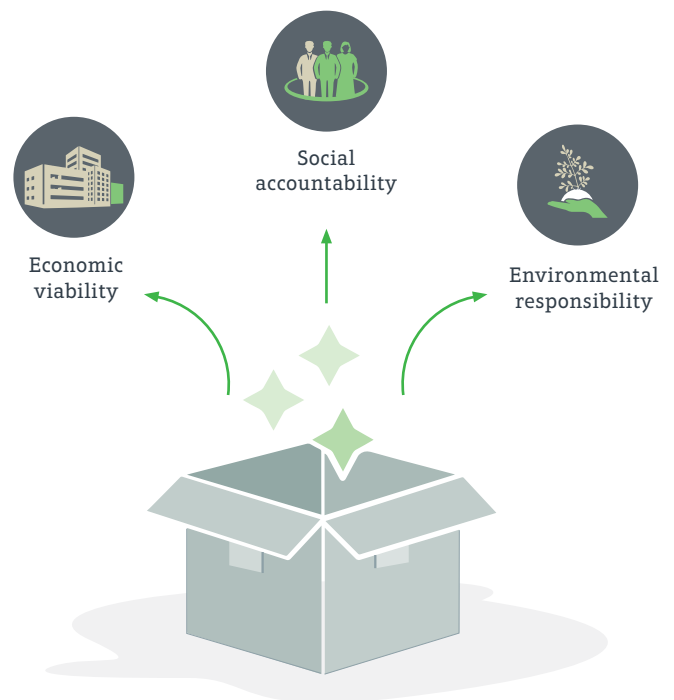 Social
accountability
Economic
viability
Environmental
responsibility